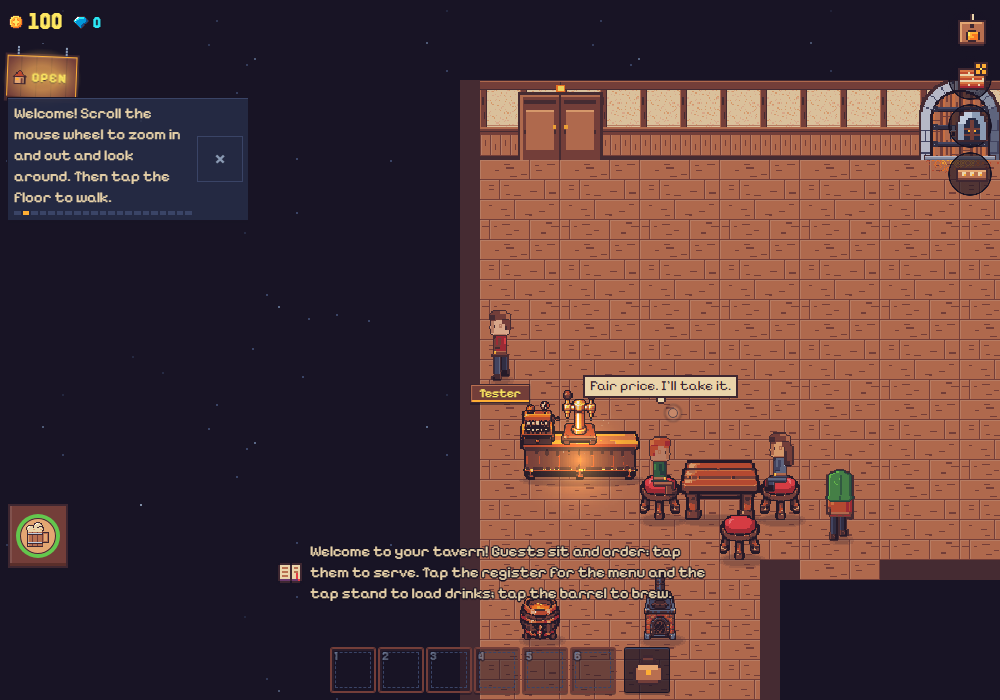 100
0
OPEN
Welcome! Scroll the
mouse wheel to zoom in
and out and look
around. Then tap the
floor to walk.
×
Tester
Fair price. I'll take it.
Welcome to your tavern! Guests sit and order: tap
them to serve. Tap the register for the menu and the
tap stand to load drinks; tap the barrel to brew.
1 2 3 4 5 6